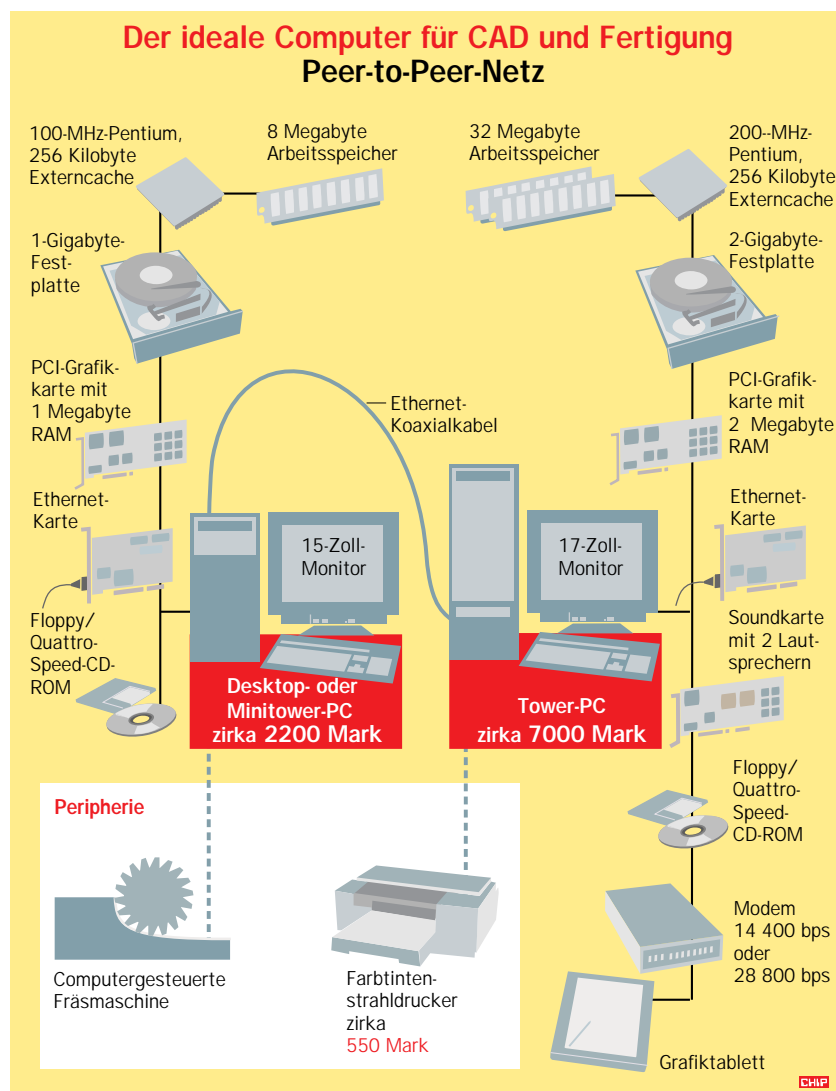 Der ideale Computer für CAD und Fertigung
Peer-to-Peer-Netz
100-MHz-Pentium,
256 Kilobyte
Externcache
8 Megabyte
Arbeitsspeicher
32 Megabyte
Arbeitsspeicher
200--MHz-
Pentium,
256 Kilobyte
Externcache
1-Gigabyte-
Fest-
platte
2-Gigabyte-
Festplatte
PCI-Grafik-
karte mit
1 Megabyte
RAM
Ethernet-
Koaxialkabel
PCI-Grafik-
karte mit
2 Megabyte
RAM
Ethernet-
Karte
15-Zoll-
Monitor
17-Zoll-
Monitor
Ethernet-
Karte
Floppy/
Quattro-
Speed-CD-
ROM
Soundkarte
mit 2 Laut-
sprechern
Desktop- oder
Minitower-PC
zirka 2200 Mark
Tower-PC
zirka 7000 Mark
Floppy/
Quattro-
Speed-
CD-ROM
Peripherie
Computergesteuerte
Fräsmaschine
Farbtinten-
strahldrucker
zirka
550 Mark
Modem
14 400 bps
oder
28 800 bps
Grafiktablett
CHIP